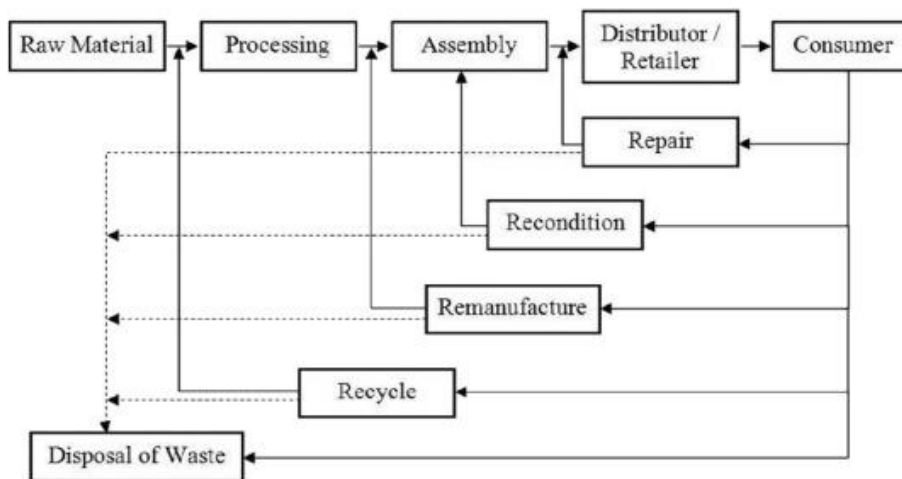 Raw Material
Processing
Assembly
Distributor /
Retailer
Consumer
Repair
Recondition
Remanufacture
Recycle
Disposal of Waste